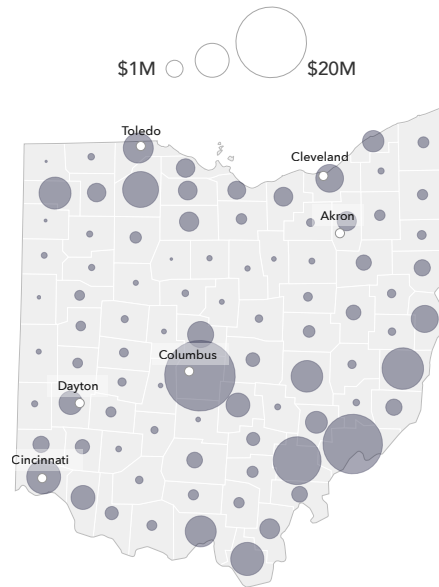 $1M $20M
Toledo
Cleveland
Akron
Columbus
Dayton
Cincinnati